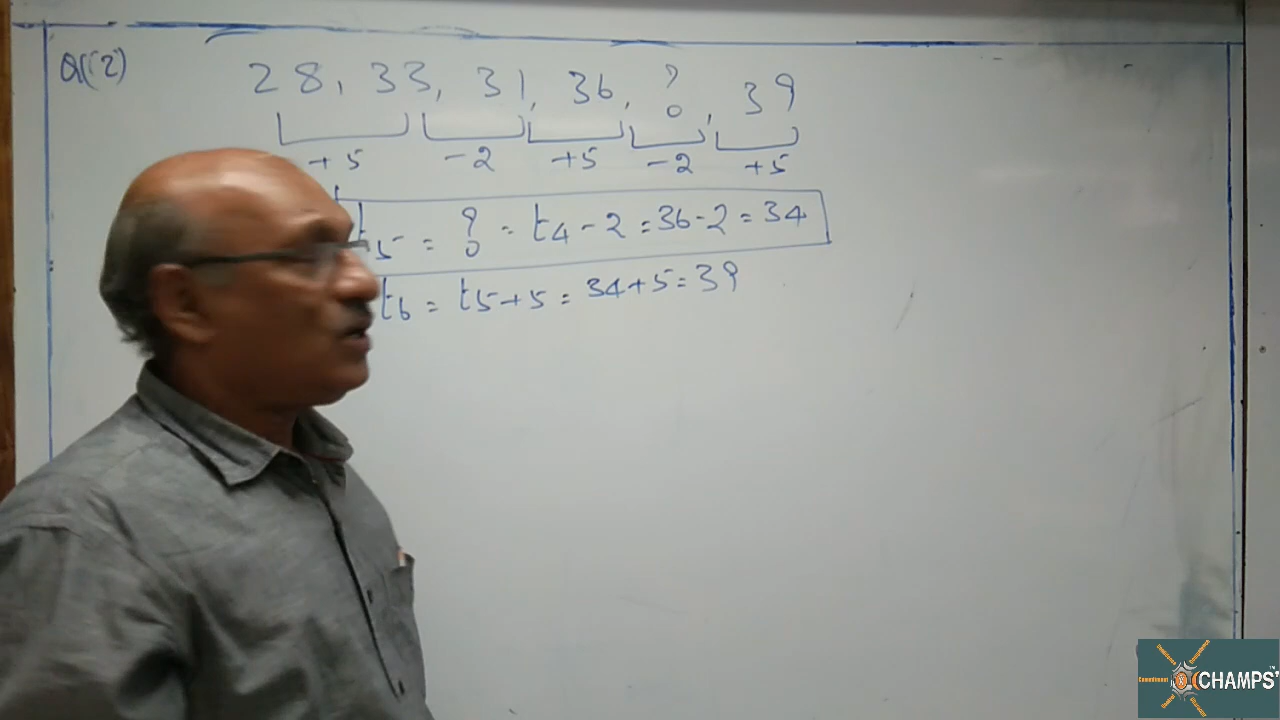 Q(12)
28, 33, 31, 36, ?, 39
+5 -2 +5 -2 +5
t5 = ? = t4 - 2 = 36 - 2 = 34
t6 = t5 + 5 = 34 + 5 = 39
CHAMPS